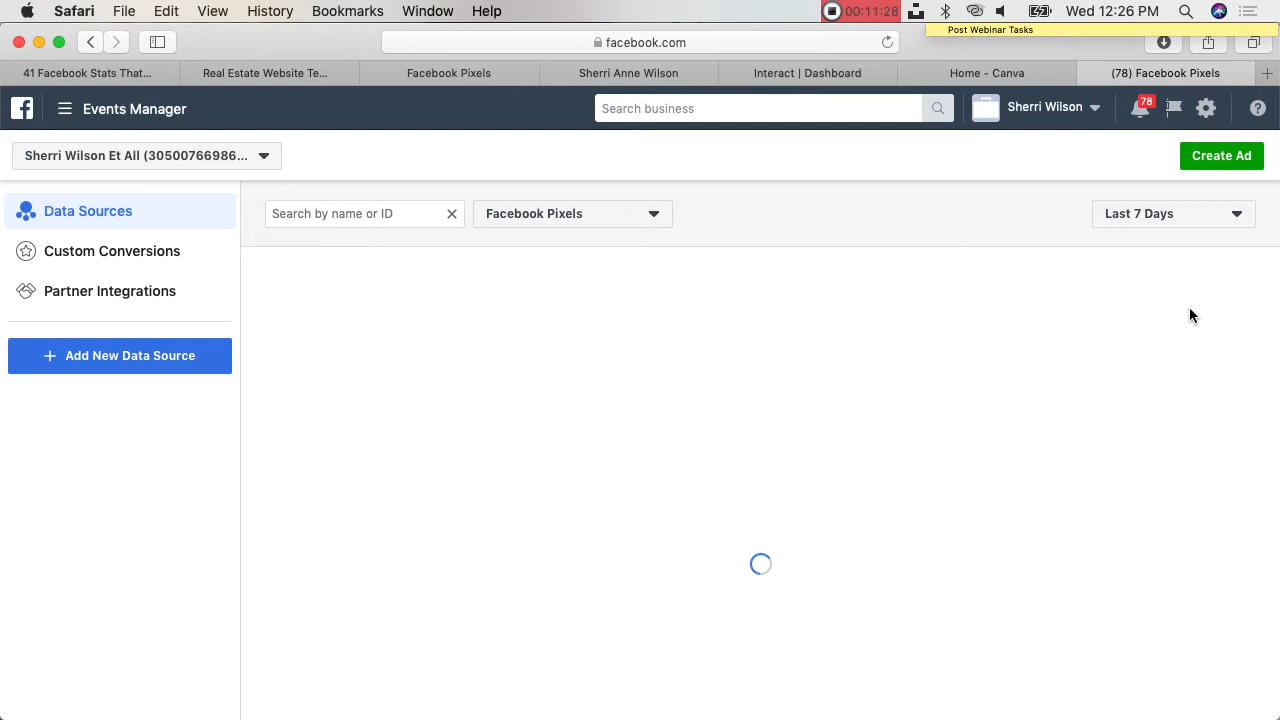 Safari File Edit View History Bookmarks Window Help 00:11:28 Wed 12:26 PM
Post Webinar Tasks
facebook.com
41 Facebook Stats That... Real Estate Website Te... Facebook Pixels Sherri Anne Wilson Interact | Dashboard Home - Canva (78) Facebook Pixels
Events Manager Search business Sherri Wilson 78
Sherri Wilson Et All (30500766986... Create Ad
Data Sources Search by name or ID Facebook Pixels Last 7 Days
Custom Conversions
Partner Integrations
+ Add New Data Source